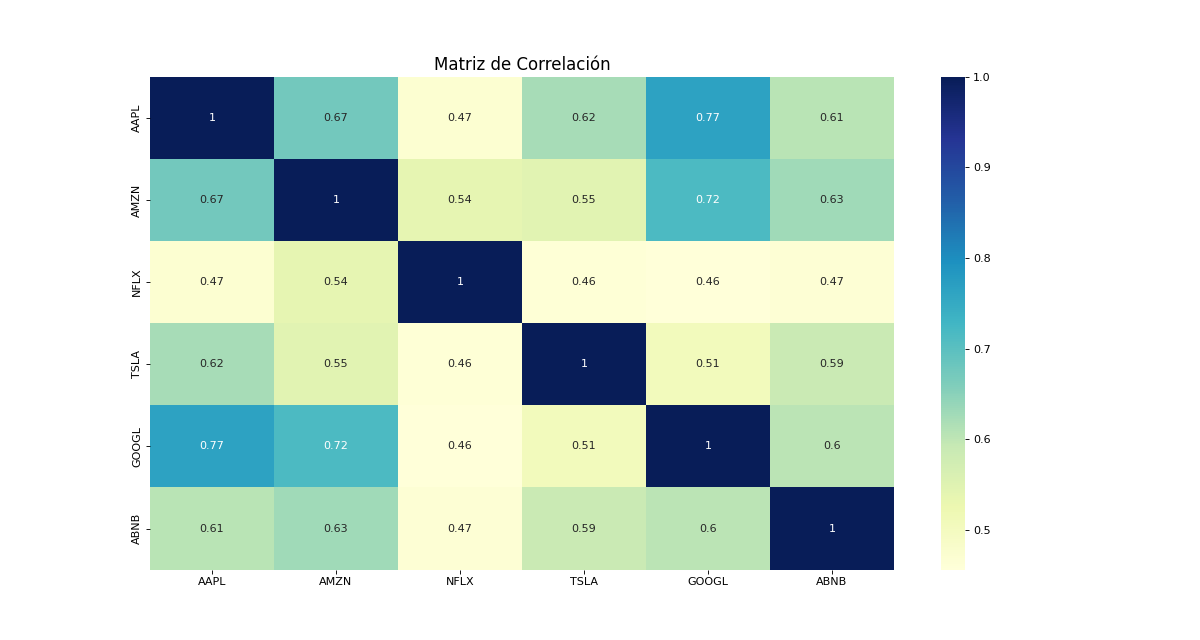 Matriz de Correlación
AAPL 1 0.67 0.47 0.62 0.77 0.61
AMZN 0.67 1 0.54 0.55 0.72 0.63
NFLX 0.47 0.54 1 0.46 0.46 0.47
TSLA 0.62 0.55 0.46 1 0.51 0.59
GOOGL 0.77 0.72 0.46 0.51 1 0.6
ABNB 0.61 0.63 0.47 0.59 0.6 1
AAPL AMZN NFLX TSLA GOOGL ABNB
1.0
0.9
0.8
0.7
0.6
0.5